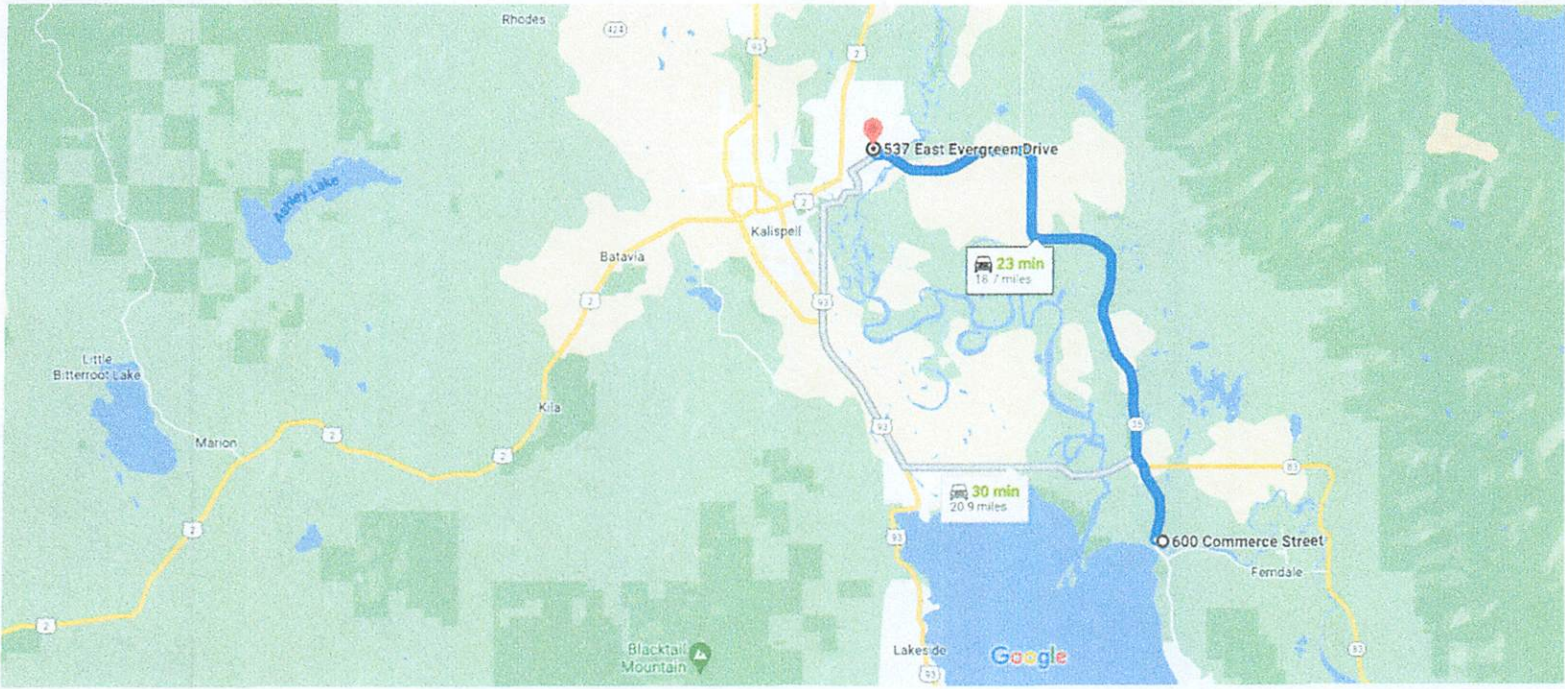 Rhodes
424
93
2
537 East Evergreen Drive
Ashley Lake
2
Kalispell
Batavia
23 min
18.7 miles
2
93
Little
Bitterroot Lake
Kila
Marion
2
93
35
2
83
30 min
20.9 miles
2
93
600 Commerce Street
Ferndale
2
Blacktail
Mountain
Lakeside
Google
83
93